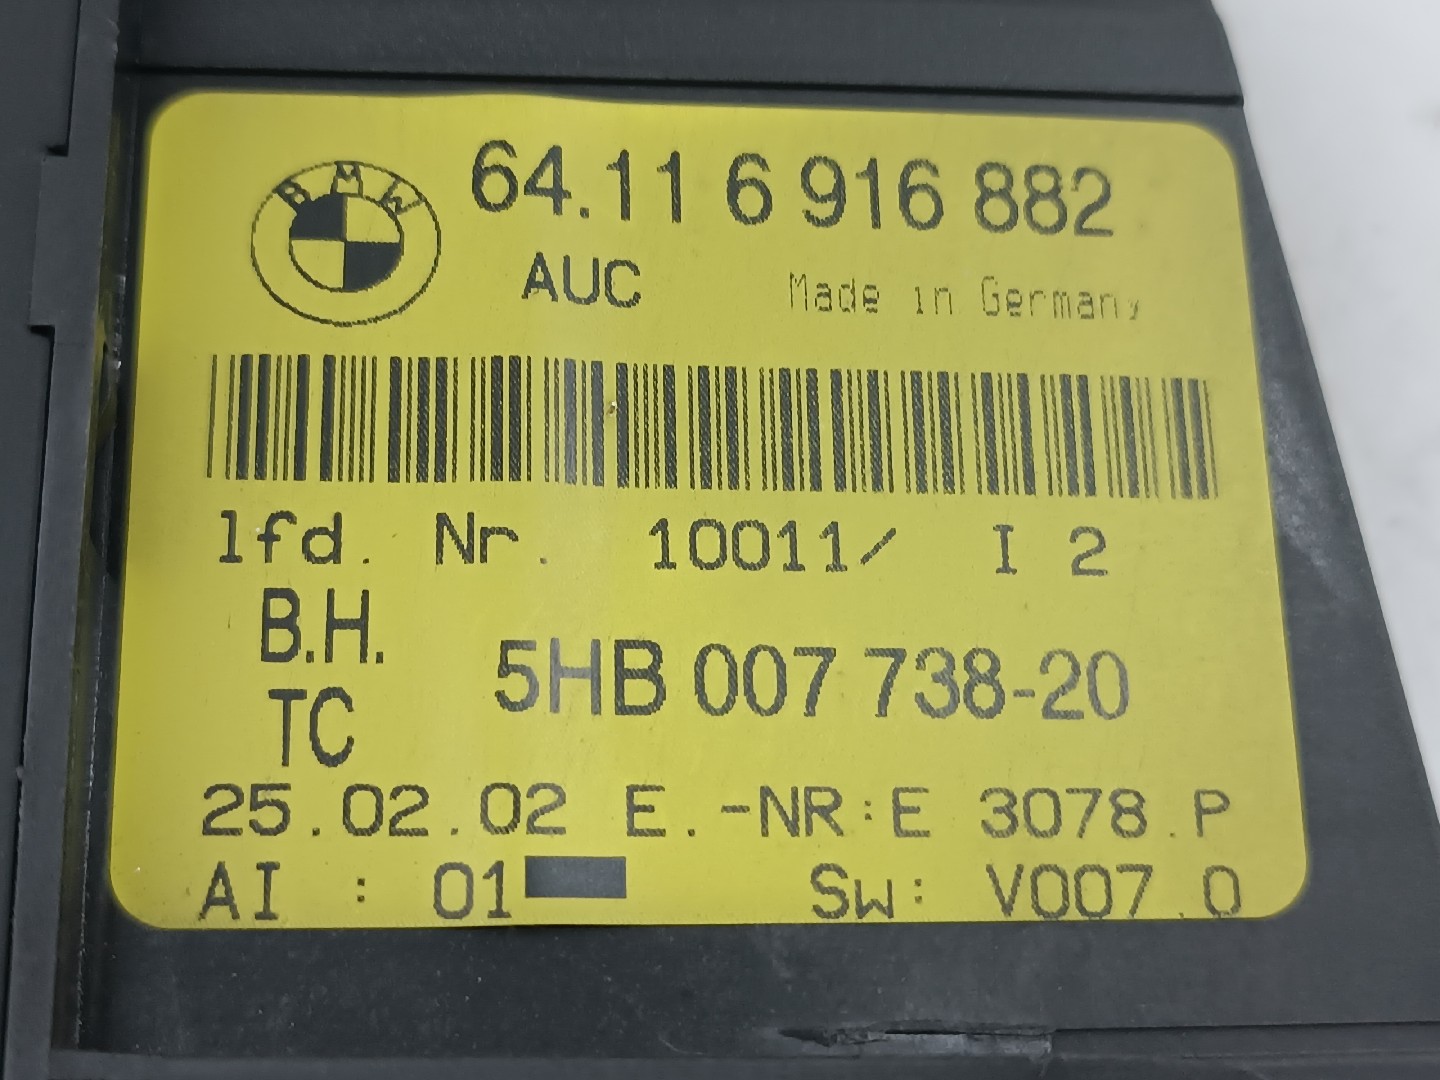 BMW
64.11 6 916 882
AUC Made in Germany
lfd. Nr. 10011/ I 2
B.H.
5HB 007 738-20
TC
25.02.02 E.-NR:E 3078.P
AI : 01 Sw: V007.0